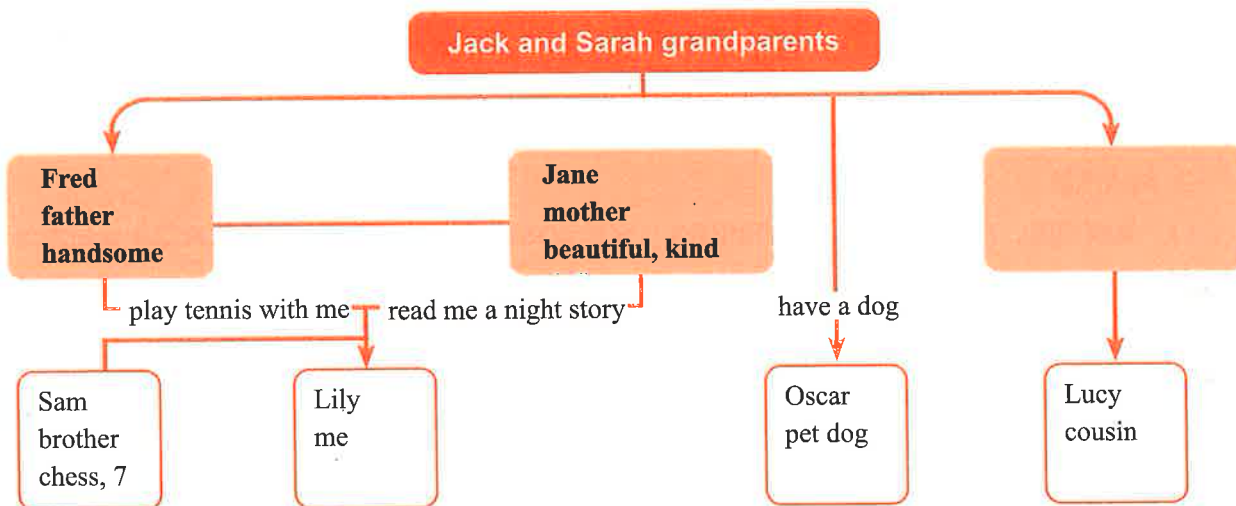 Jack and Sarah grandparents
Fred
father
handsome
Jane
mother
beautiful, kind
play tennis with me
read me a night story
have a dog
Sam
brother
chess, 7
Lily
me
Oscar
pet dog
Lucy
cousin